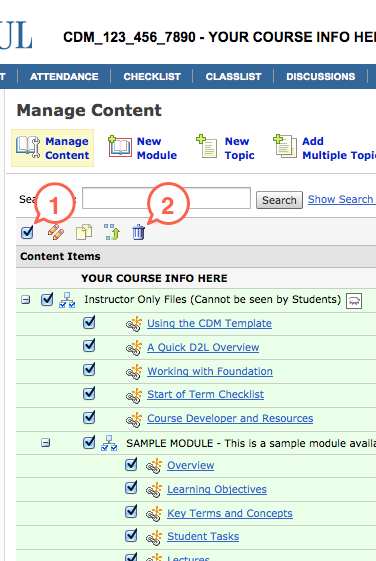 UL
CDM_123_456_7890 - YOUR COURSE INFO HE
T ATTENDANCE CHECKLIST CLASSLIST DISCUSSIONS
Manage Content
Manage Content
New Module
New Topic
Add Multiple Topi
Search Show Search
1 2
Content Items
YOUR COURSE INFO HERE
Instructor Only Files (Cannot be seen by Students)
Using the CDM Template
A Quick D2L Overview
Working with Foundation
Start of Term Checklist
Course Developer and Resources
SAMPLE MODULE - This is a sample module availa
Overview
Learning Objectives
Key Terms and Concepts
Student Tasks
Lectures